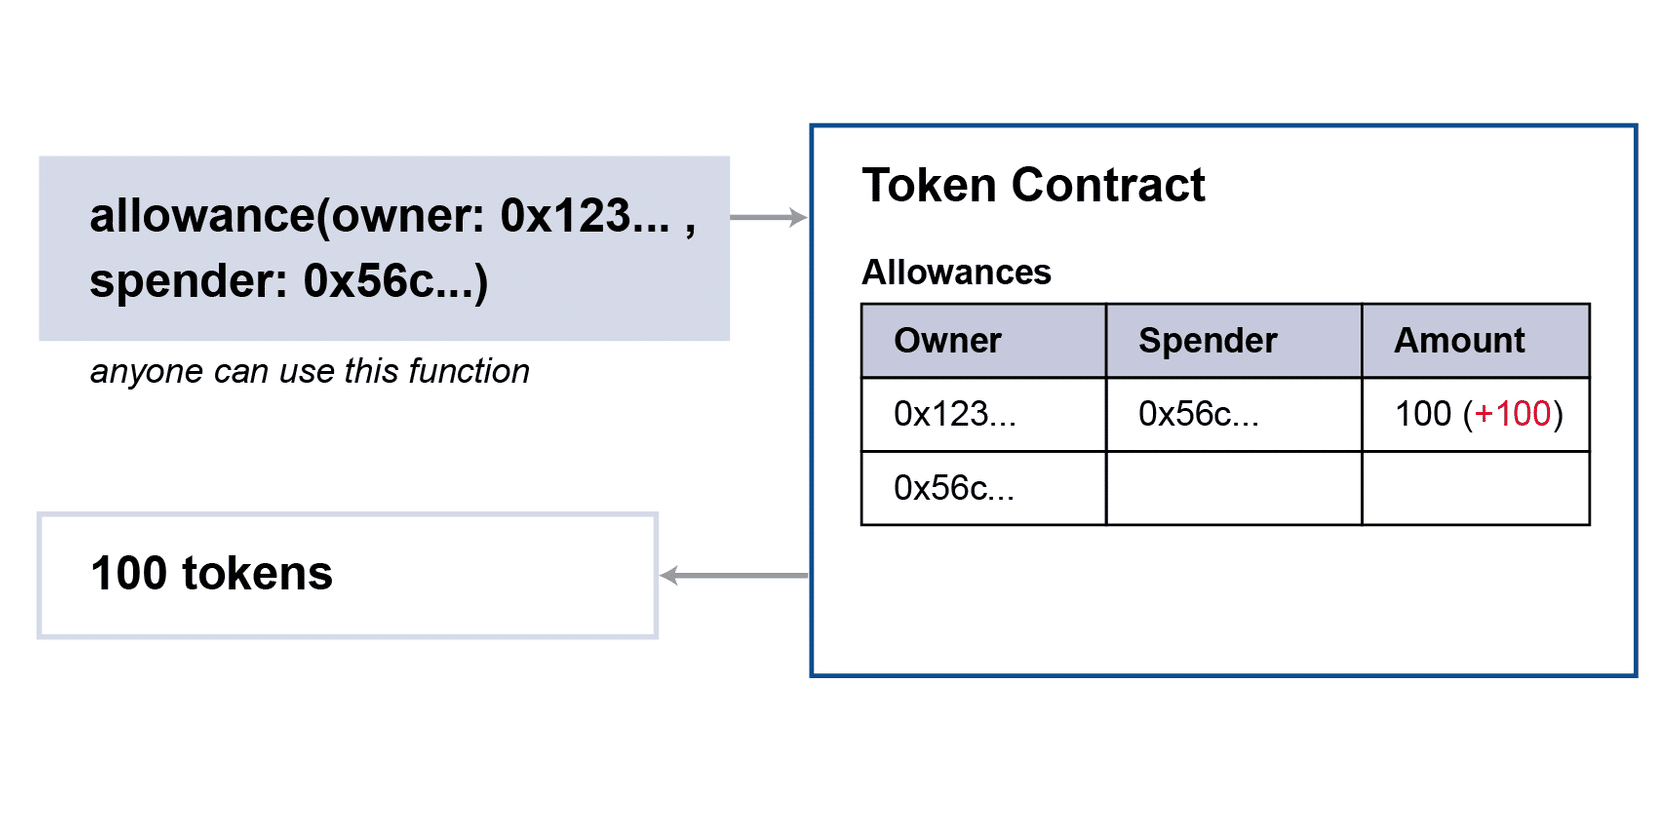 allowance(owner: 0x123... ,
spender: 0x56c...)
anyone can use this function
100 tokens
Token Contract
Allowances
Owner Spender Amount
0x123... 0x56c... 100 (+100)
0x56c...